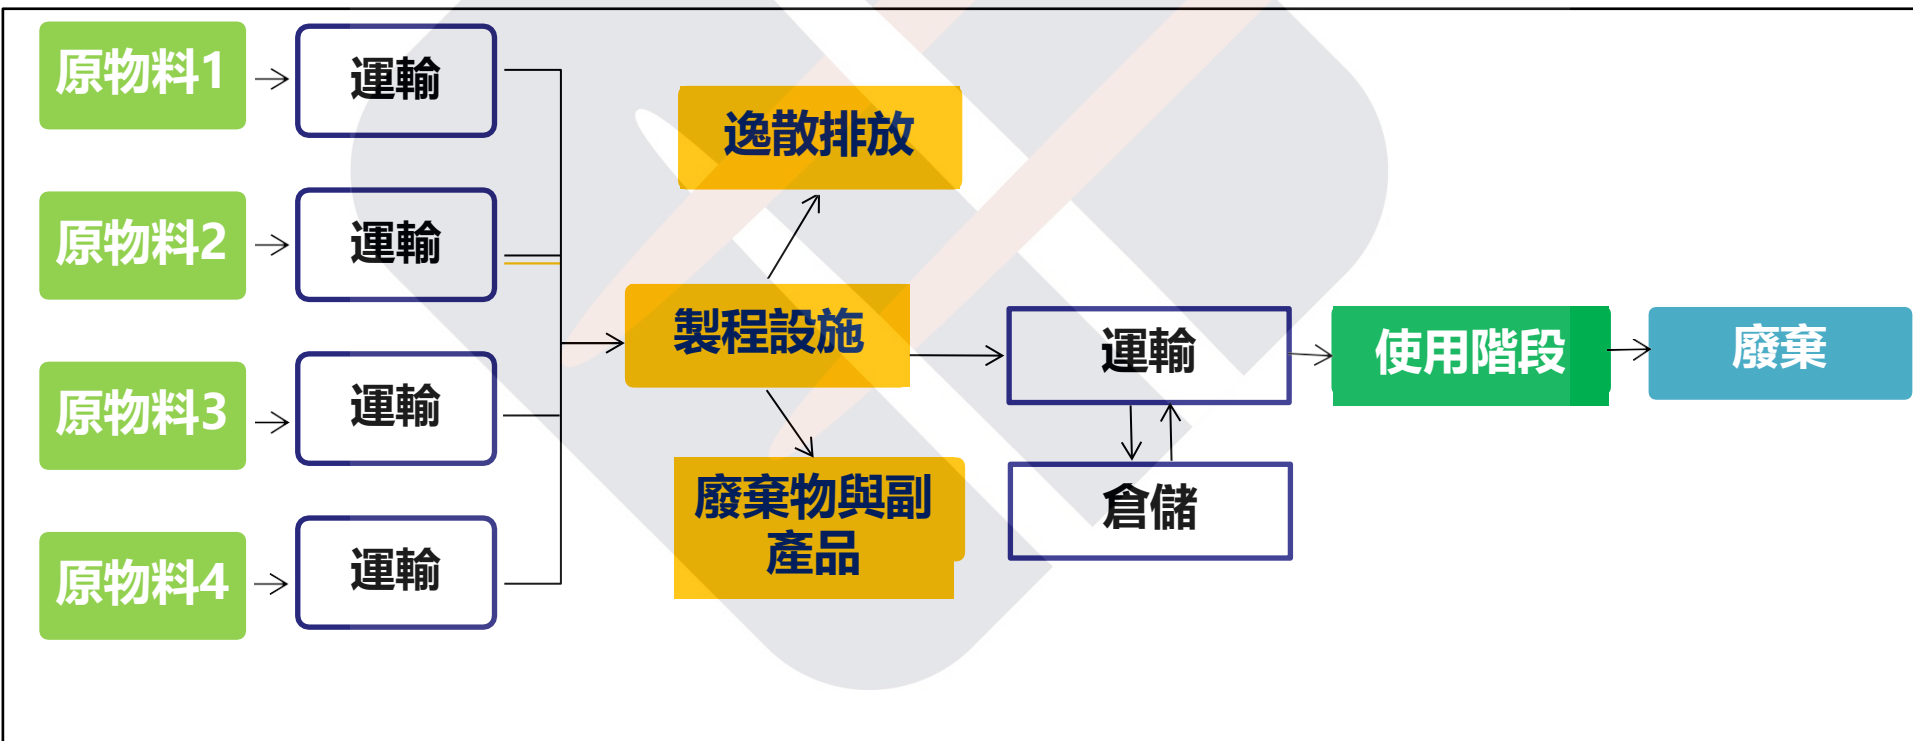 原物料1
運輸
原物料2
運輸
原物料3
運輸
原物料4
運輸
逸散排放
製程設施
廢棄物與副
產品
運輸
倉儲
使用階段
廢棄